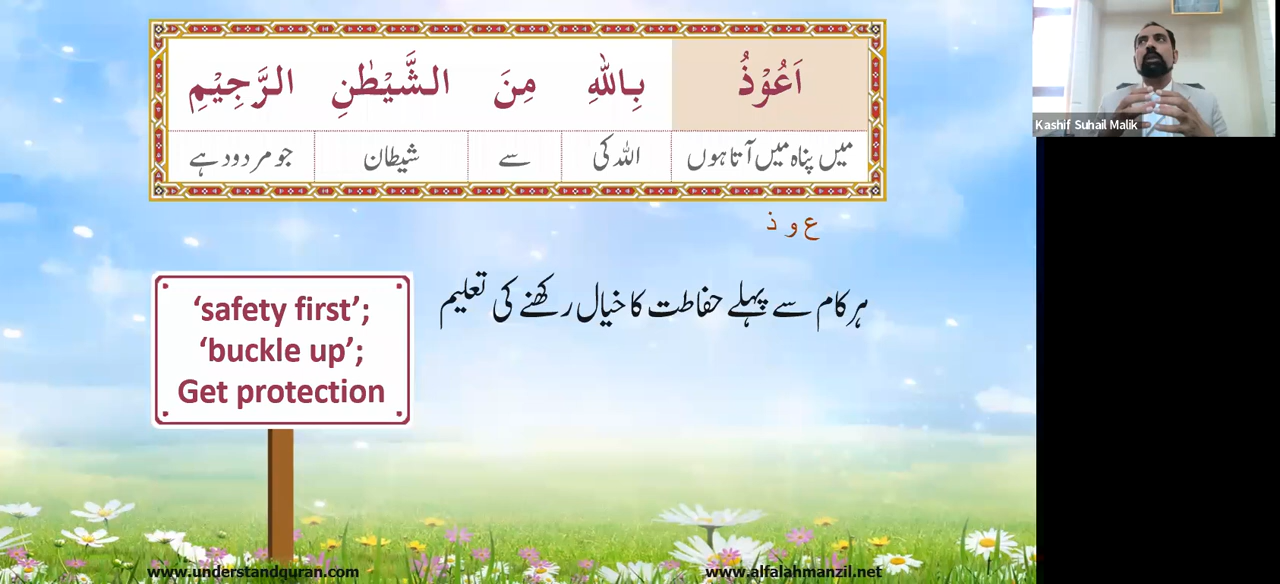 اَعُوْذُ بِاللّٰهِ مِنَ الشَّيْطٰنِ الرَّجِيْمِ
میں پناہ میں آتا ہوں اللہ کی سے شیطان جو مردود ہے
ع و ذ
ہر کام سے پہلے حفاظت کا خیال رکھنے کی تعلیم
‘safety first’;
‘buckle up’;
Get protection
www.understandquran.com
www.alfalahmanzil.net
Kashif Suhail Malik